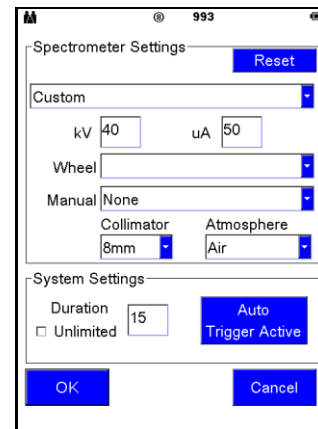 ® 993
Spectrometer Settings
Reset
Custom
kV 40 uA 50
Wheel
Manual None
Collimator Atmosphere
8mm Air
System Settings
Duration 15
Unlimited
Auto
Trigger Active
OK Cancel